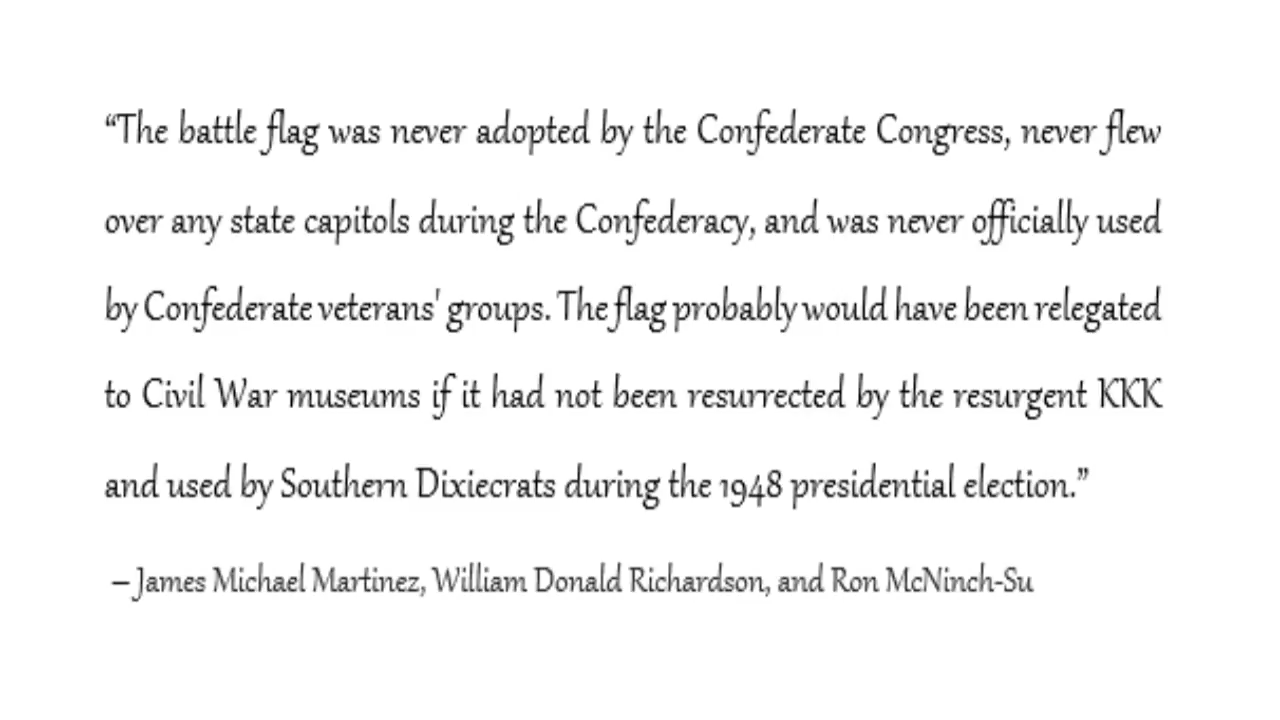 “The battle flag was never adopted by the Confederate Congress, never flew
over any state capitols during the Confederacy, and was never officially used
by Confederate veterans' groups. The flag probably would have been relegated
to Civil War museums if it had not been resurrected by the resurgent KKK
and used by Southern Dixiecrats during the 1948 presidential election.”
– James Michael Martinez, William Donald Richardson, and Ron McNinch-Su